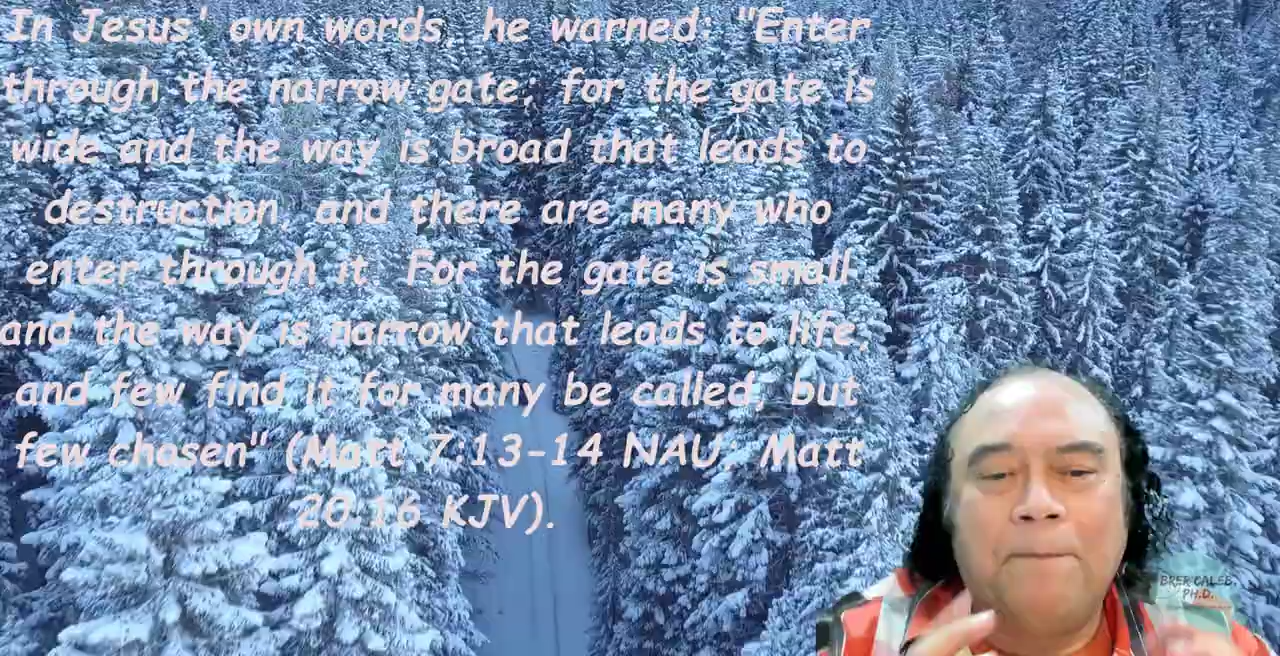 In Jesus' own words, he warned: "Enter
through the narrow gate; for the gate is
wide and the way is broad that leads to
destruction, and there are many who
enter through it. For the gate is small
and the way is narrow that leads to life,
and few find it for many be called, but
few chosen" (Matt 7:13-14 NAU; Matt
20:16 KJV).
BRER CALEB,
PH.D.